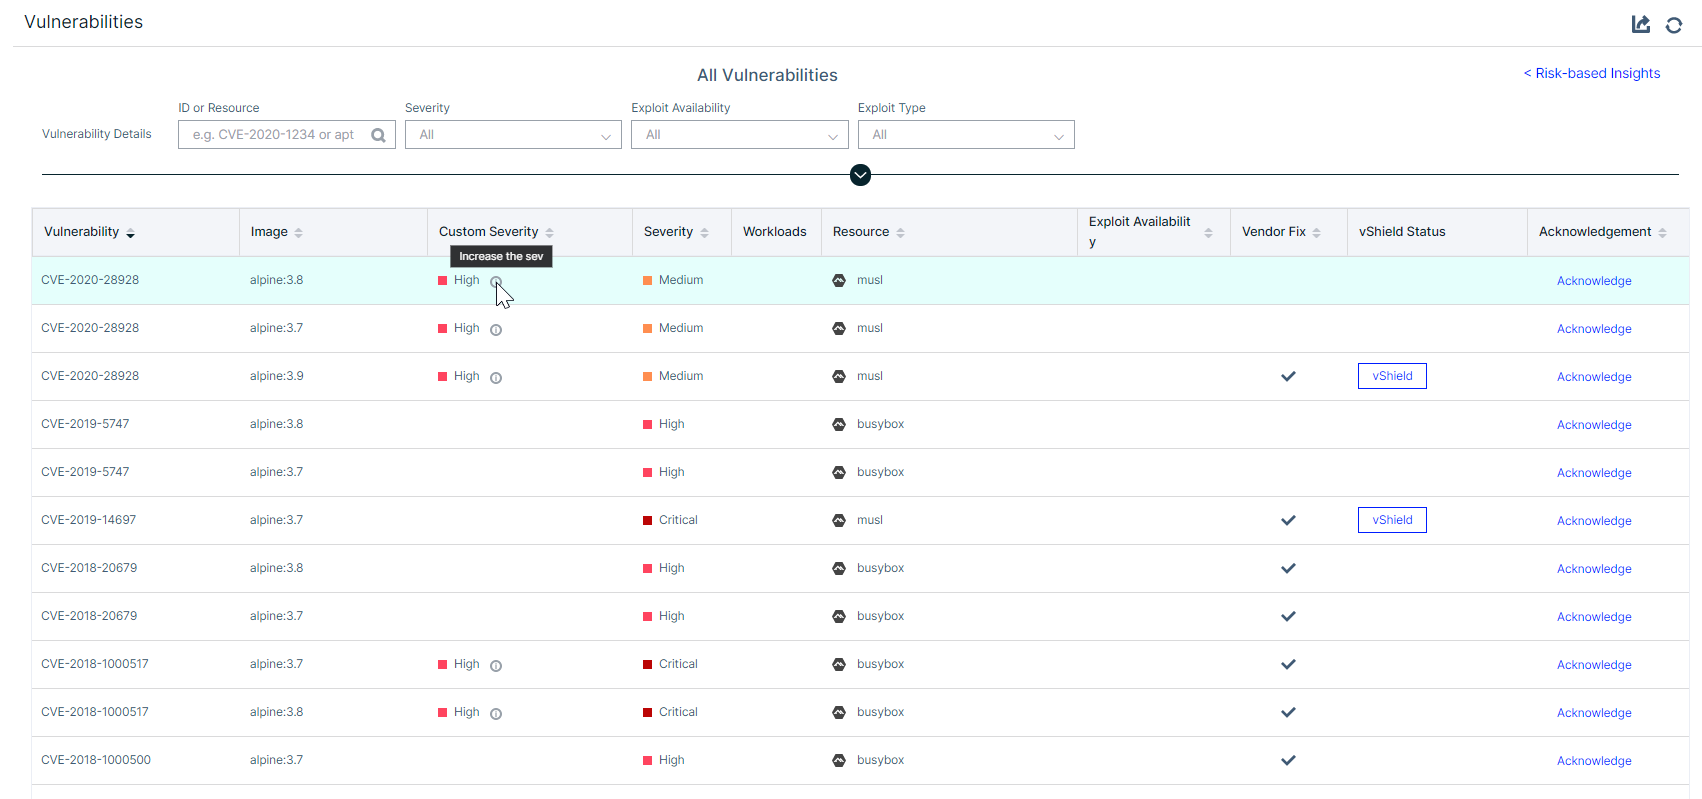 Vulnerabilities
All Vulnerabilities
< Risk-based Insights
ID or Resource Severity Exploit Availability Exploit Type
Vulnerability Details e.g. CVE-2020-1234 or apt All All All
Vulnerability Image Custom Severity Severity Workloads Resource Exploit Availabilit Vendor Fix vShield Status Acknowledgement
y
Increase the sev
CVE-2020-28928 alpine:3.8 High Medium musl Acknowledge
CVE-2020-28928 alpine:3.7 High Medium musl Acknowledge
CVE-2020-28928 alpine:3.9 High Medium musl vShield Acknowledge
CVE-2019-5747 alpine:3.8 High busybox Acknowledge
CVE-2019-5747 alpine:3.7 High busybox Acknowledge
CVE-2019-14697 alpine:3.7 Critical musl vShield Acknowledge
CVE-2018-20679 alpine:3.8 High busybox Acknowledge
CVE-2018-20679 alpine:3.7 High busybox Acknowledge
CVE-2018-1000517 alpine:3.7 High Critical busybox Acknowledge
CVE-2018-1000517 alpine:3.8 High Critical busybox Acknowledge
CVE-2018-1000500 alpine:3.7 High busybox Acknowledge